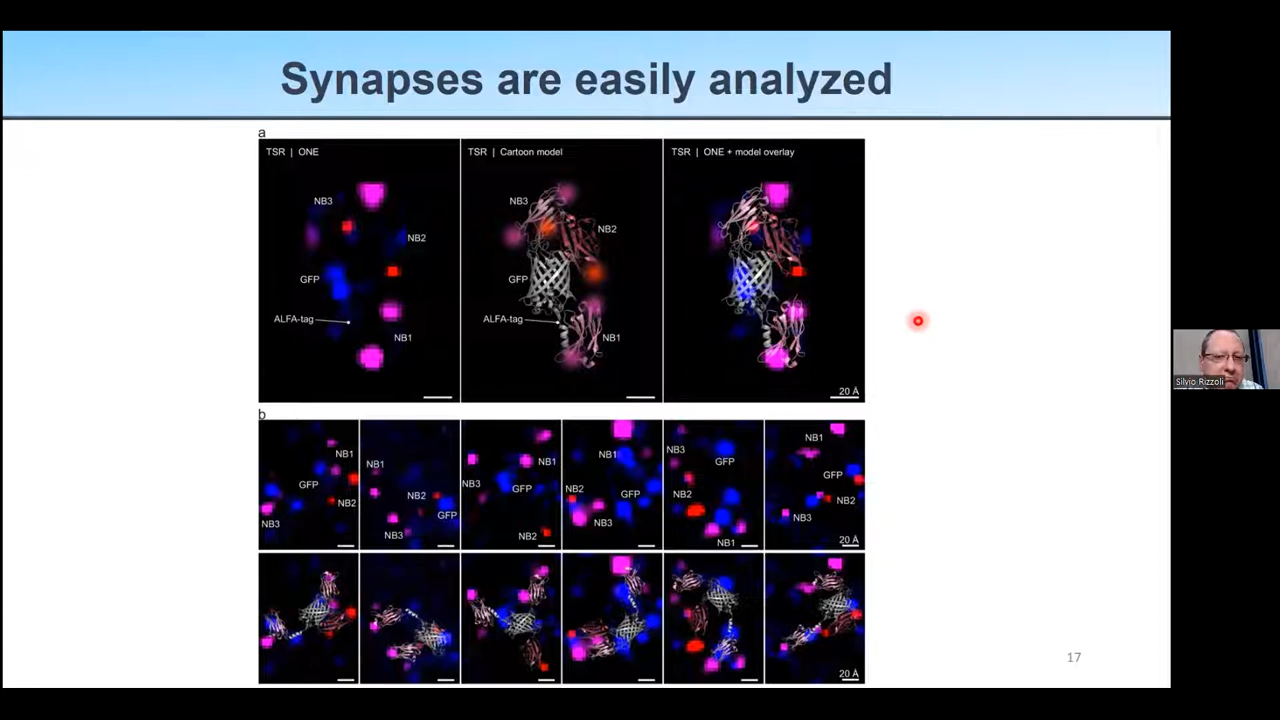 Synapses are easily analyzed
a
TSR | ONE
NB3
NB2
GFP
ALFA-tag
NB1
TSR | Cartoon model
NB3
NB2
GFP
ALFA-tag
NB1
TSR | ONE + model overlay
20 Å
b
NB1
GFP
NB2
NB3
NB1
NB2
GFP
NB3
NB1
NB3
GFP
NB2
NB1
NB2
GFP
NB3
NB3
GFP
NB2
NB1
NB1
GFP
NB2
NB3
20 Å
20 Å
17
Silvio Rizzoli